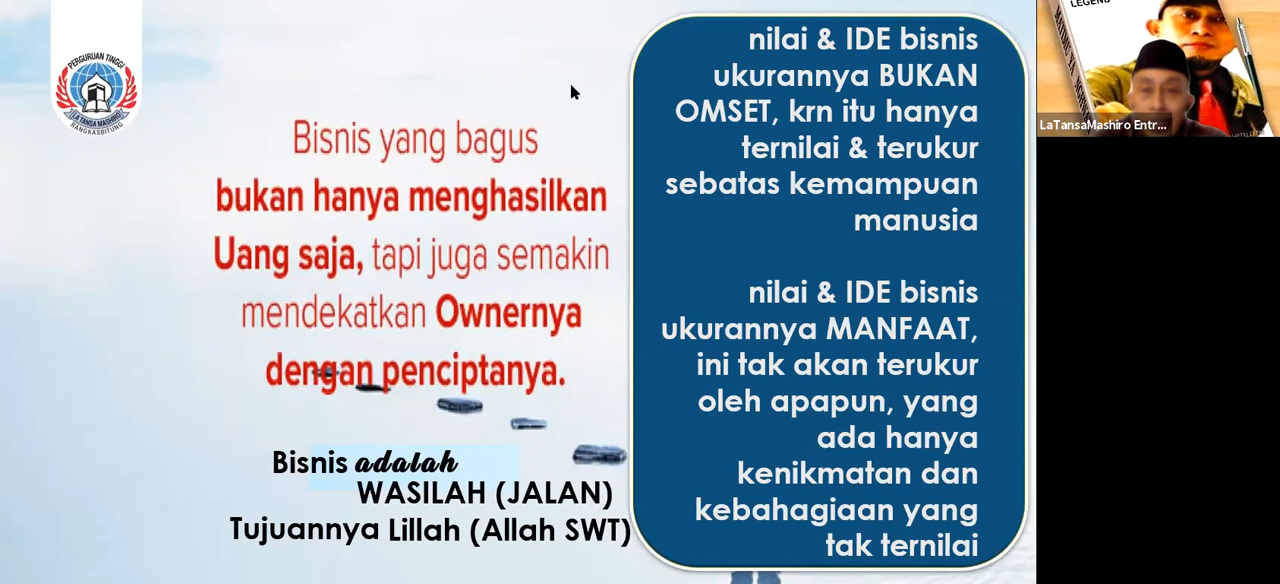 PERGURUAN TINGGI
LA TANSA MASHIRO
RANGKASBITUNG
Bisnis yang bagus
bukan hanya menghasilkan
Uang saja, tapi juga semakin
mendekatkan Ownernya
dengan penciptanya.
Bisnis adalah
WASILAH (JALAN)
Tujuannya Lillah (Allah SWT)
nilai & IDE bisnis
ukurannya BUKAN
OMSET, krn itu hanya
ternilai & terukur
sebatas kemampuan
manusia
nilai & IDE bisnis
ukurannya MANFAAT,
ini tak akan terukur
oleh apapun, yang
ada hanya
kenikmatan dan
kebahagiaan yang
tak ternilai
LEGEND
LaTansaMashiro Entr...